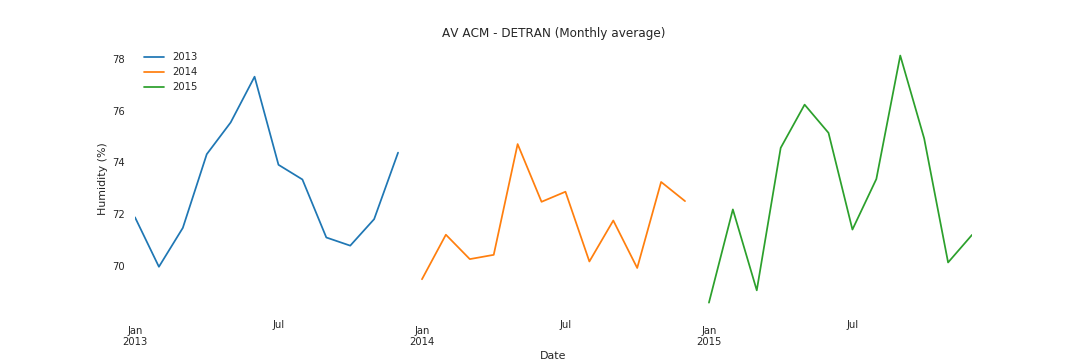 AV ACM - DETRAN (Monthly average)
2013
2014
2015
78
76
74
72
70
Humidity (%)
Jan
2013
Jul
Jan
2014
Jul
Jan
2015
Jul
Date